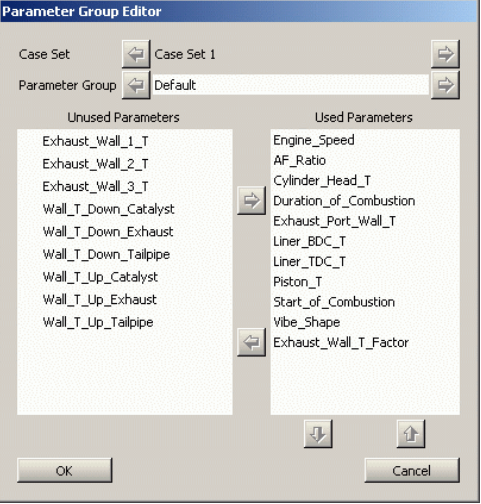 Parameter Group Editor
Case Set
Case Set 1
Parameter Group
Default
Unused Parameters
Exhaust_Wall_1_T
Exhaust_Wall_2_T
Exhaust_Wall_3_T
Wall_T_Down_Catalyst
Wall_T_Down_Exhaust
Wall_T_Down_Tailpipe
Wall_T_Up_Catalyst
Wall_T_Up_Exhaust
Wall_T_Up_Tailpipe
Used Parameters
Engine_Speed
AF_Ratio
Cylinder_Head_T
Duration_of_Combustion
Exhaust_Port_Wall_T
Liner_BDC_T
Liner_TDC_T
Piston_T
Start_of_Combustion
Vibe_Shape
Exhaust_Wall_T_Factor
OK
Cancel